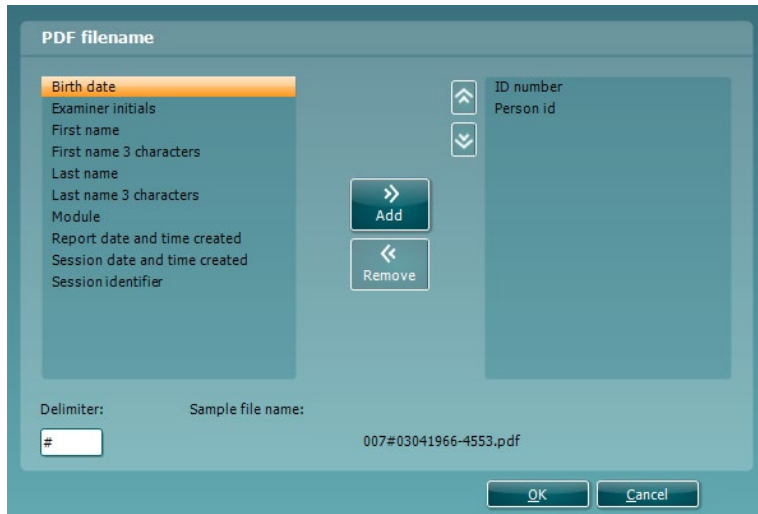 PDF filename
Birth date
Examiner initials
First name
First name 3 characters
Last name
Last name 3 characters
Module
Report date and time created
Session date and time created
Session identifier
Add
Remove
ID number
Person id
Delimiter:
Sample file name:
#
007#03041966-4553.pdf
OK
Cancel